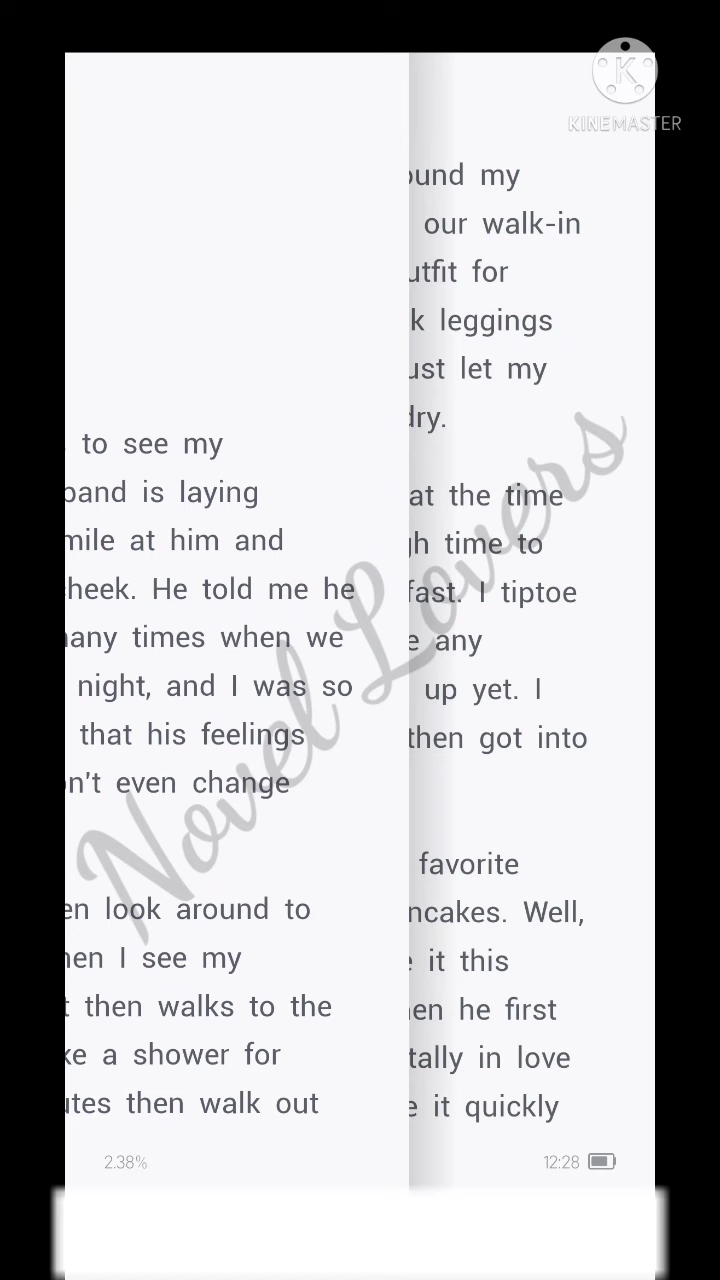 KINEMASTER
to see my
band is laying
mile at him and
cheek. He told me he
many times when we
night, and I was so
that his feelings
on't even change
en look around to
hen I see my
t then walks to the
ke a shower for
utes then walk out
2.38%
ound my
our walk-in
utfit for
k leggings
ust let my
dry.
at the time
gh time to
fast. I tiptoe
e any
up yet. I
then got into
favorite
ncakes. Well,
e it this
hen he first
tally in love
e it quickly
12:28
Novel Lovers